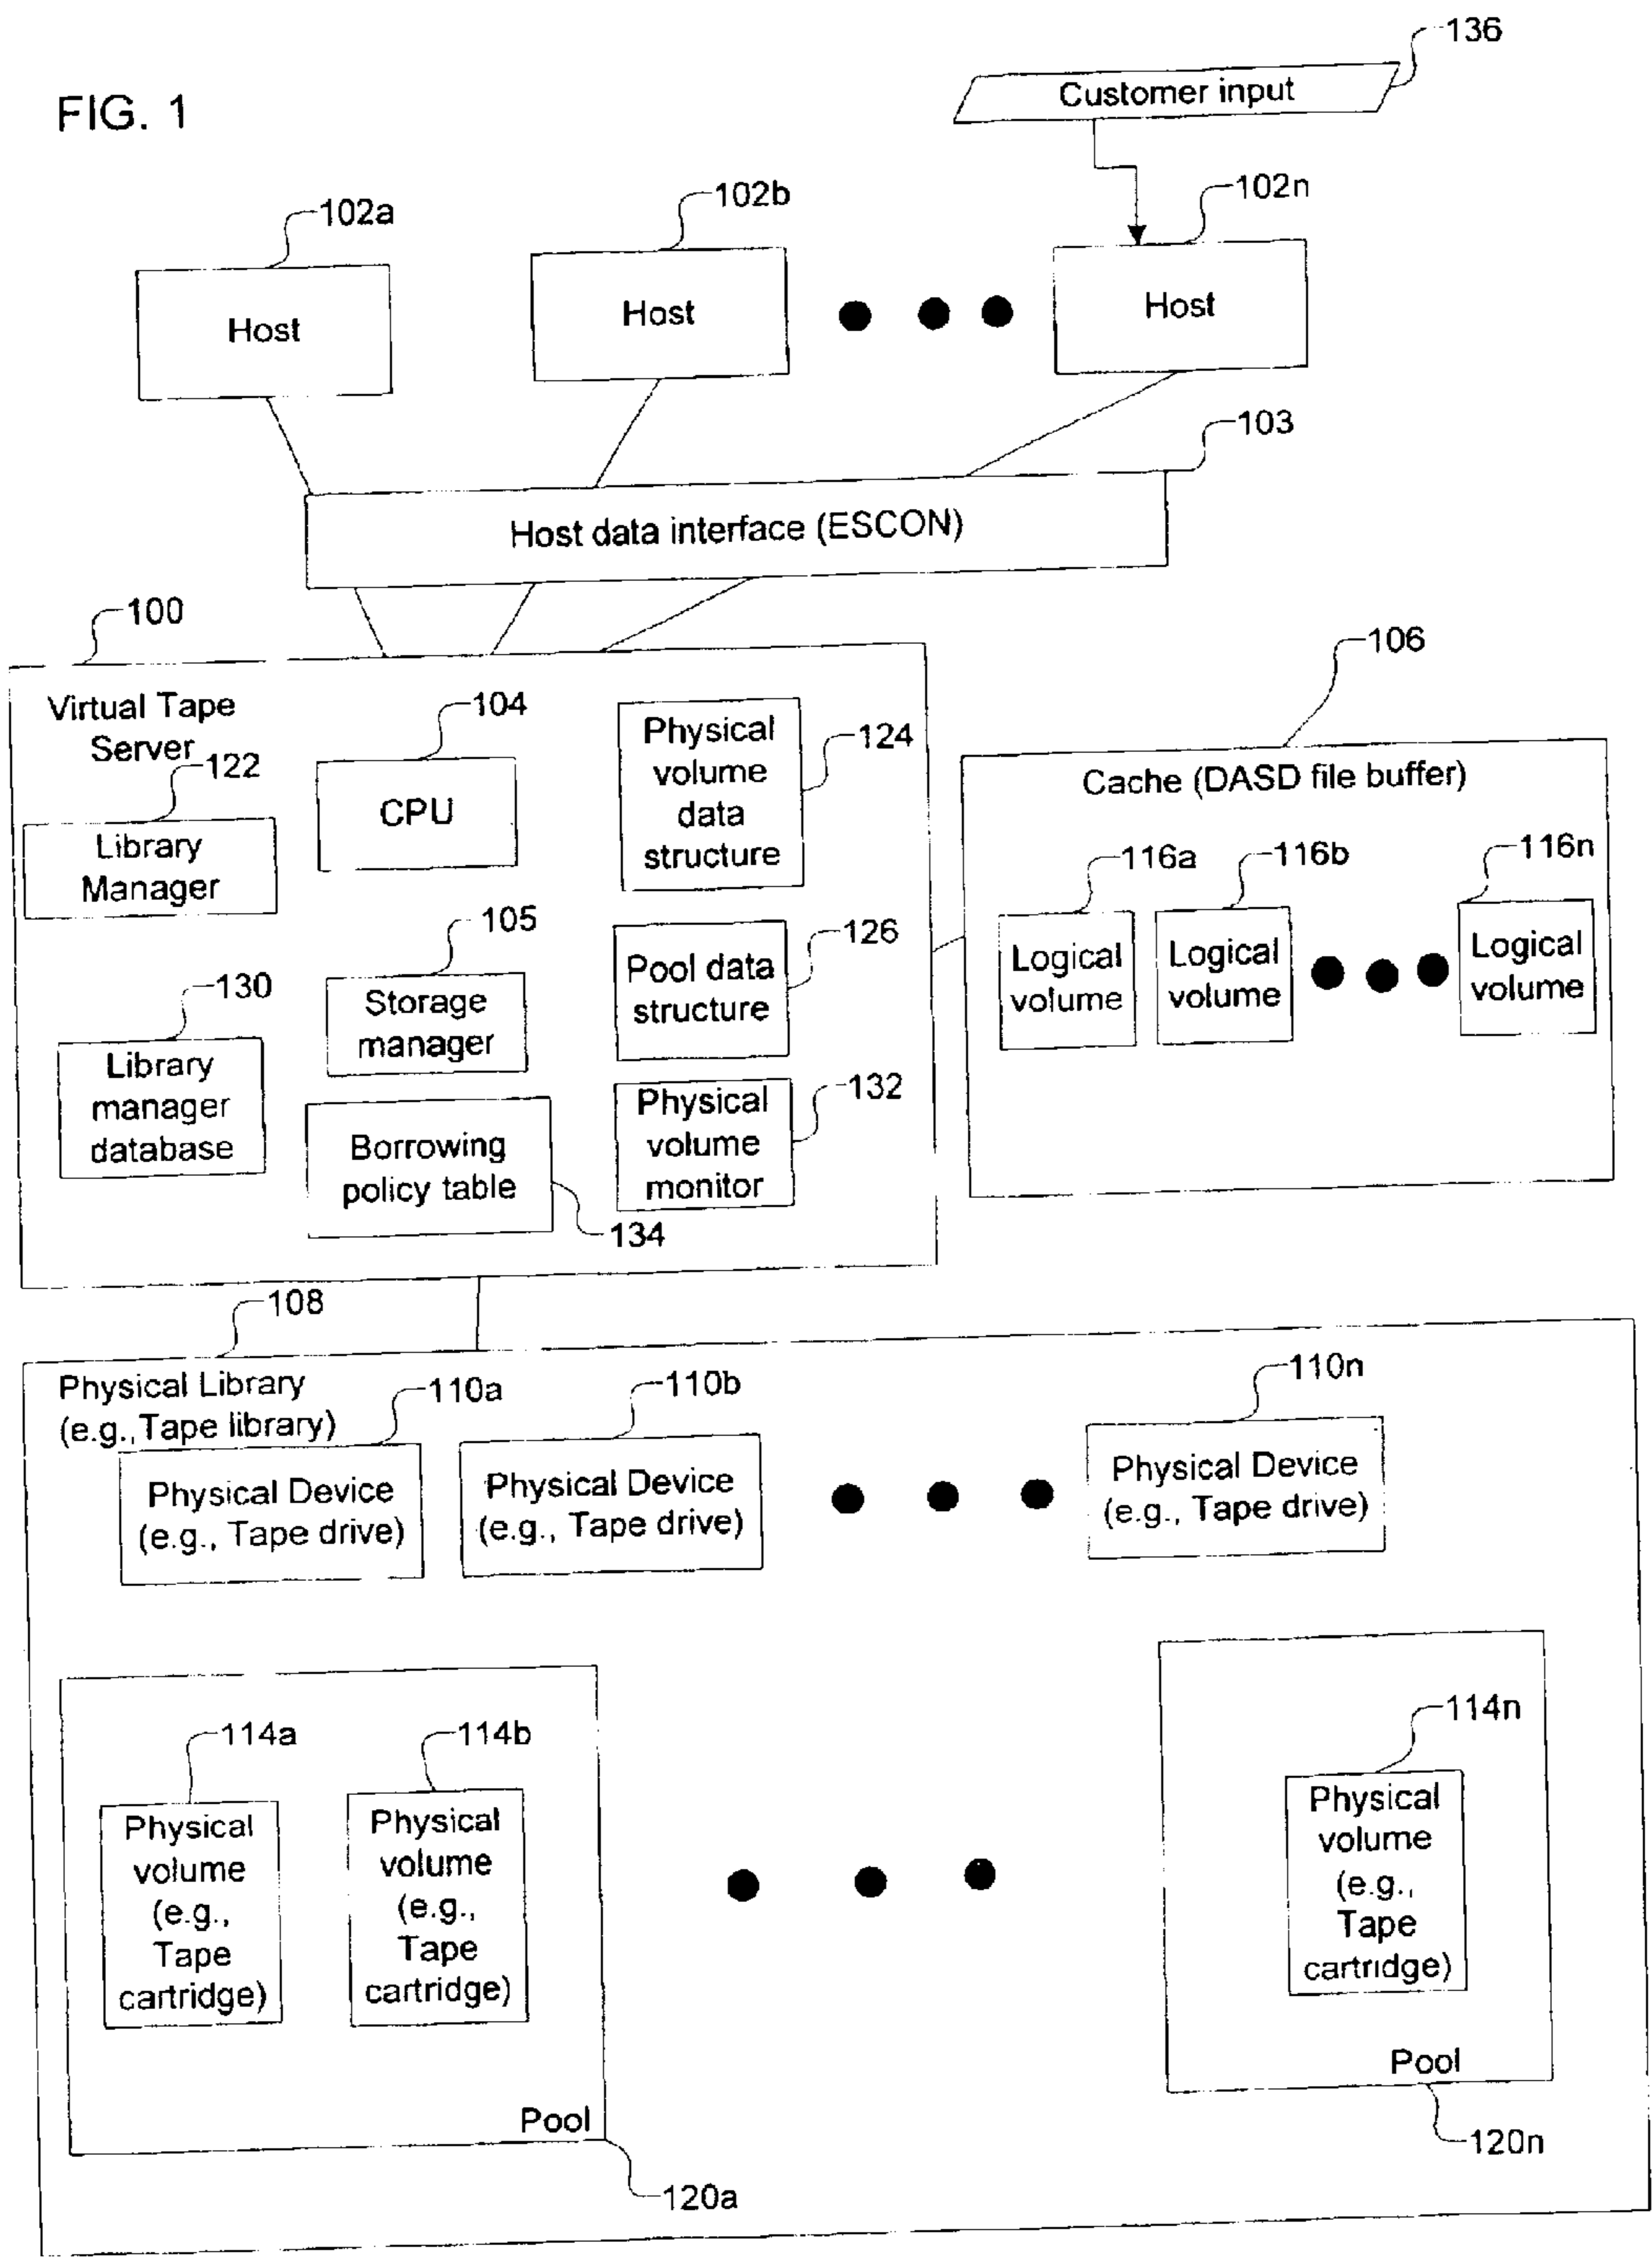 FIG. 1
136
Customer input
102a
102b
102n
Host
Host
Host
103
Host data interface (ESCON)
100
Virtual Tape
Server
122
Library
Manager
104
CPU
Physical
volume
data
structure
124
105
Storage
manager
Pool data
structure
126
130
Library
manager
database
Borrowing
policy table
134
Physical
volume
monitor
132
106
Cache (DASD file buffer)
116a
116b
116n
Logical
volume
Logical
volume
Logical
volume
108
Physical Library
(e.g., Tape library)
110a
110b
110n
Physical Device
(e.g., Tape drive)
Physical Device
(e.g., Tape drive)
Physical Device
(e.g., Tape drive)
114a
114b
114n
Physical
volume
(e.g.,
Tape
cartridge)
Physical
volume
(e.g.,
Tape
cartridge)
Physical
volume
(e.g.,
Tape
cartridge)
Pool
120a
Pool
120n